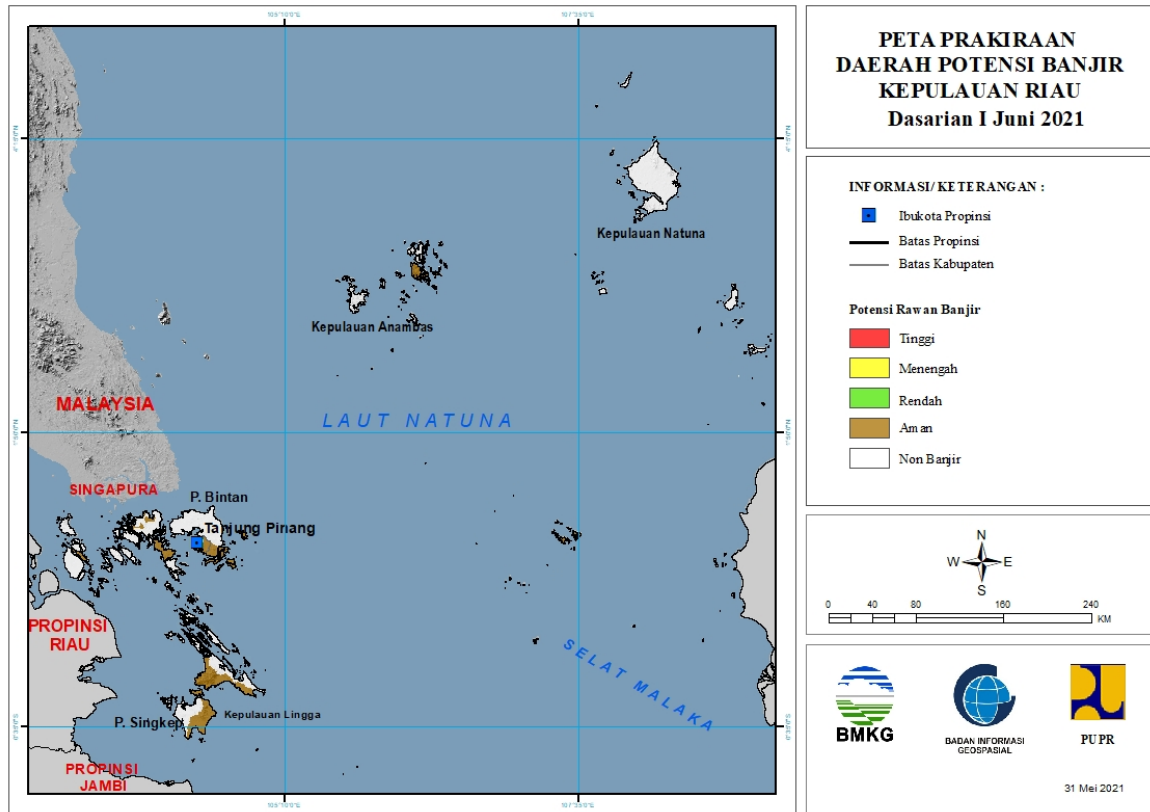 PETA PRAKIRAAN
DAERAH POTENSI BANJIR
KEPULAUAN RIAU
Dasarian I Juni 2021
INFORMASI/ KETERANGAN :
Ibukota Propinsi
Batas Propinsi
Batas Kabupaten
Potensi Rawan Banjir
Tinggi
Menengah
Rendah
Aman
Non Banjir
N
W E
S
0 40 80 160 240
KM
BMKG
BADAN INFORMASI
GEOSPASIAL
PUPR
31 Mei 2021
Kepulauan Natuna
Kepulauan Anambas
MALAYSIA
LAUT NATUNA
SINGAPURA
P. Bintan
Tanjung Pinang
PROPINSI
RIAU
SELAT MALAKA
P. Singkep
Kepulauan Lingga
PROPINSI
JAMBI